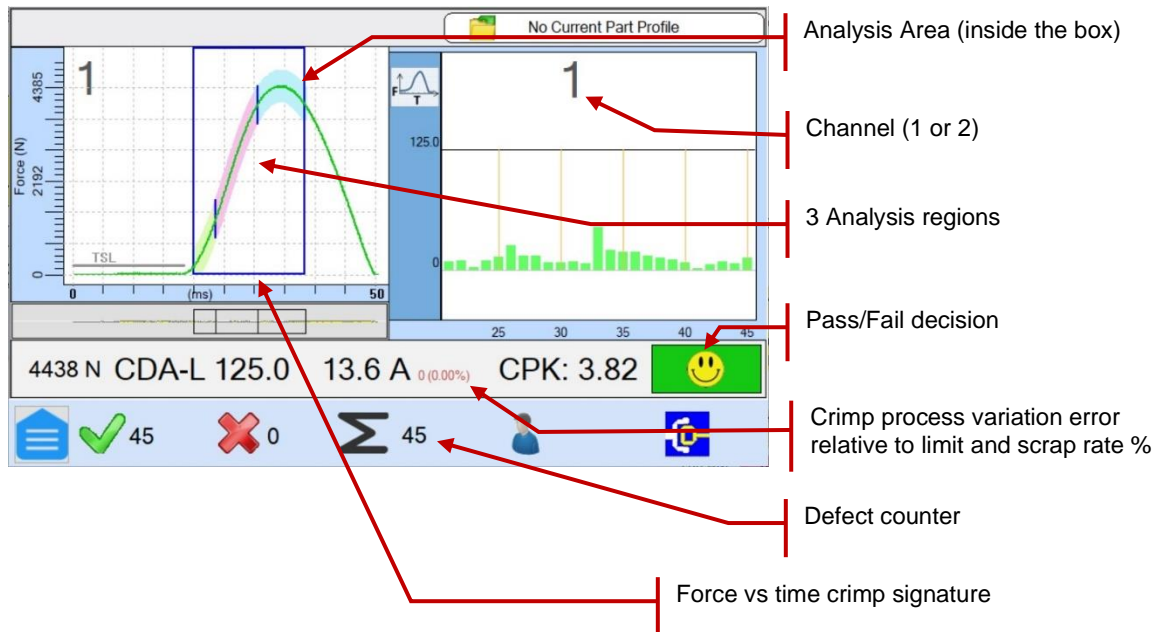 No Current Part Profile
Analysis Area (inside the box)
1
1
F
T
4385
Force (N)
2192
0
125.0
0
Channel (1 or 2)
3 Analysis regions
TSL
0
(ms)
50
25
30
35
40
45
Pass/Fail decision
4438 N CDA-L 125.0 13.6 A 0 (0.00%) CPK: 3.82
Crimp process variation error
relative to limit and scrap rate %
45
0
45
Defect counter
Force vs time crimp signature